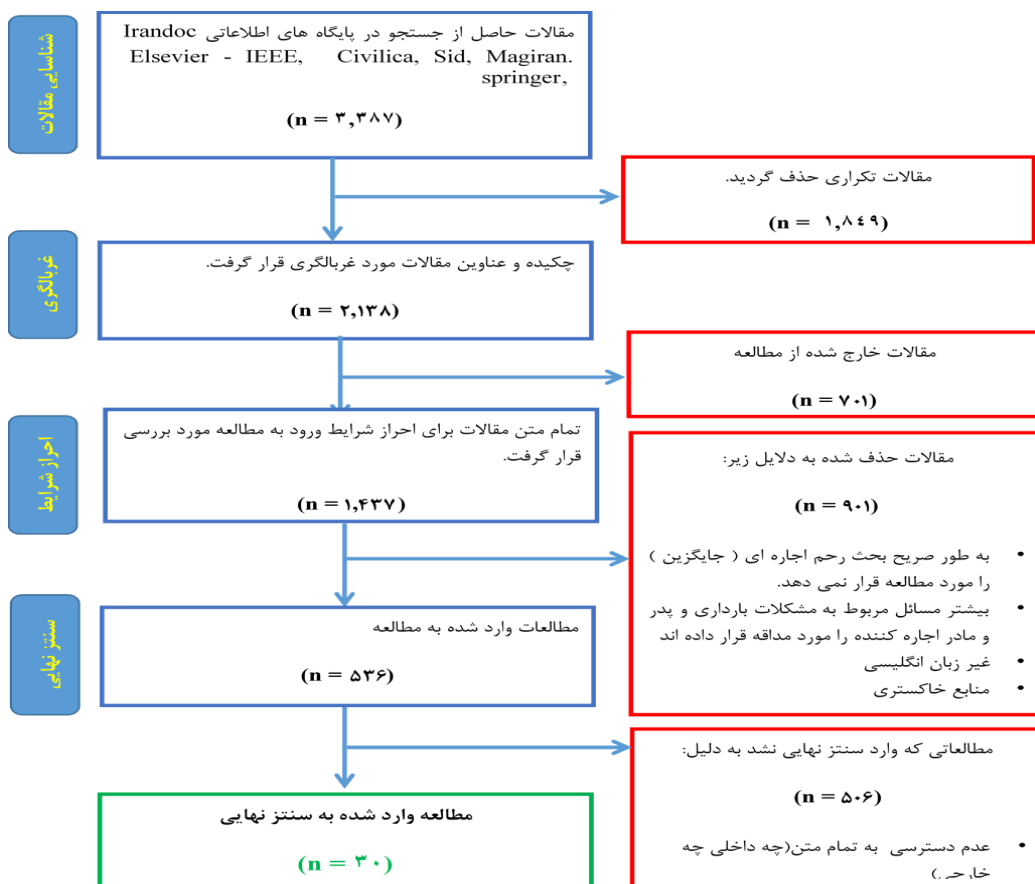 شناسایی مقالات
مقالات حاصل از جستجو در پایگاه های اطلاعاتی Irandoc
Elsevier - IEEE, Civilica, Sid, Magiran.
springer,
(n = ۳,۳۸۷)
مقالات تکراری حذف گردید.
(n = ۱,۸٤۹)
غربالگری
چکیده و عناوین مقالات مورد غربالگری قرار گرفت.
(n = ۲,۱۳۸)
مقالات خارج شده از مطالعه
(n = ۷۰۱)
احراز شرایط
تمام متن مقالات برای احراز شرایط ورود به مطالعه مورد بررسی
قرار گرفت.
(n = ۱,۴۳۷)
مقالات حذف شده به دلایل زیر:
(n = ۹۰۱)
• به طور صریح بحث رحم اجاره ای ( جایگزین )
را مورد مطالعه قرار نمی دهد.
• بیشتر مسائل مربوط به مشکلات بارداری و پدر
و مادر اجاره کننده را مورد مداقه قرار داده اند
• غیر زبان انگلیسی
• منابع خاکستری
سنتز نهایی
مطالعات وارد شده به مطالعه
(n = ۵۳۶)
مطالعاتی که وارد سنتز نهایی نشد به دلیل:
(n = ۵۰۶)
• عدم دسترسی به تمام متن(چه داخلی چه
خارجی)
مطالعه وارد شده به سنتز نهایی
(n = ۳۰)